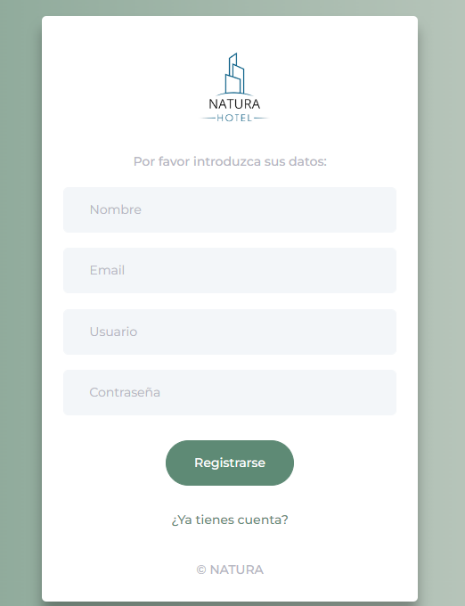 NATURA
HOTEL
Por favor introduzca sus datos:
Nombre
Email
Usuario
Contraseña
Registrarse
¿Ya tienes cuenta?
© NATURA